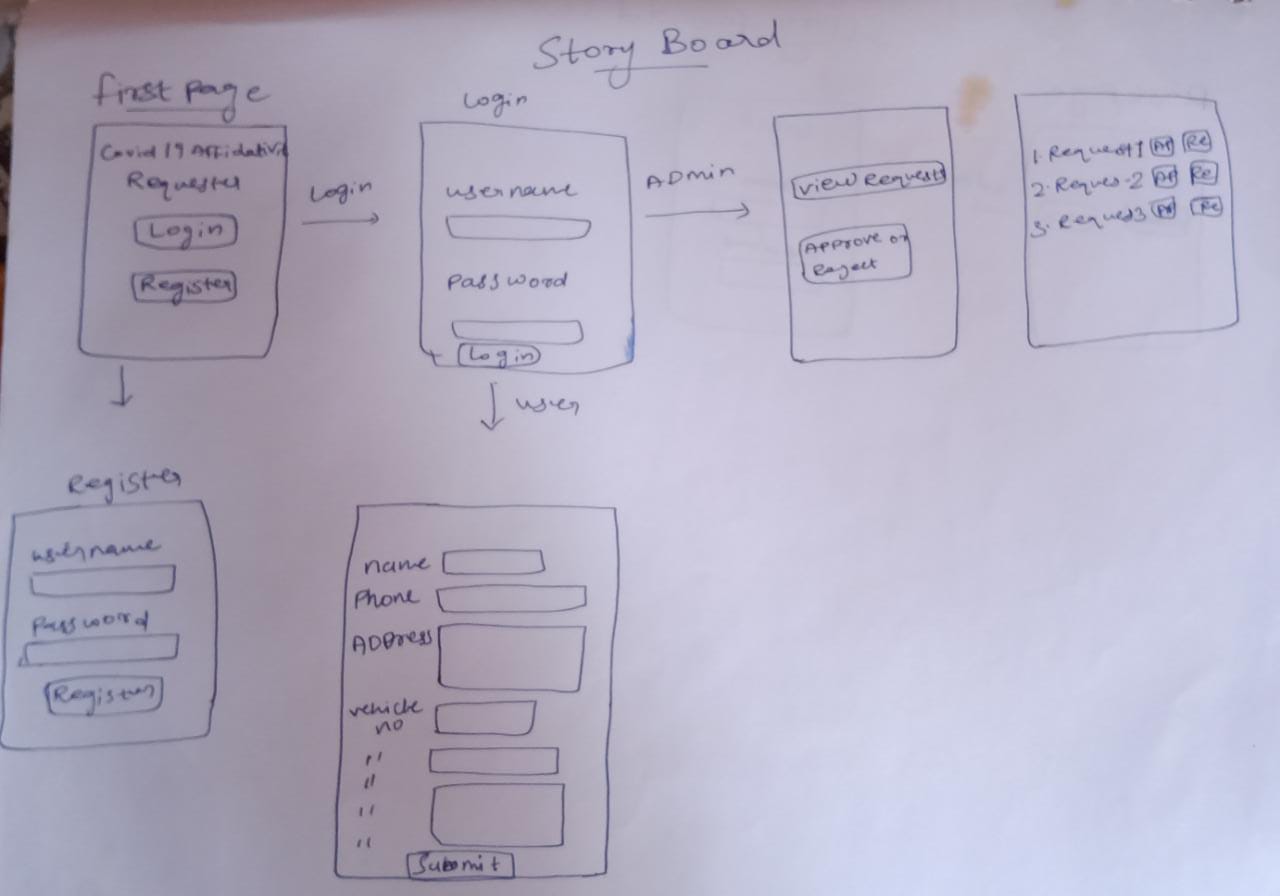 Story Board
first page
Covid 19 Affidativit
Requester
Login
Register
Login
Login
username
password
Login
ADmin
view Requests
Approve or
Reject
1. Request1 Ap Re
2. Reques-2 Ap Re
3. Request3 Ap Re
user
Register
username
password
Register
name
Phone
ADDress
vehicle
no
"
"
"
"
Submit